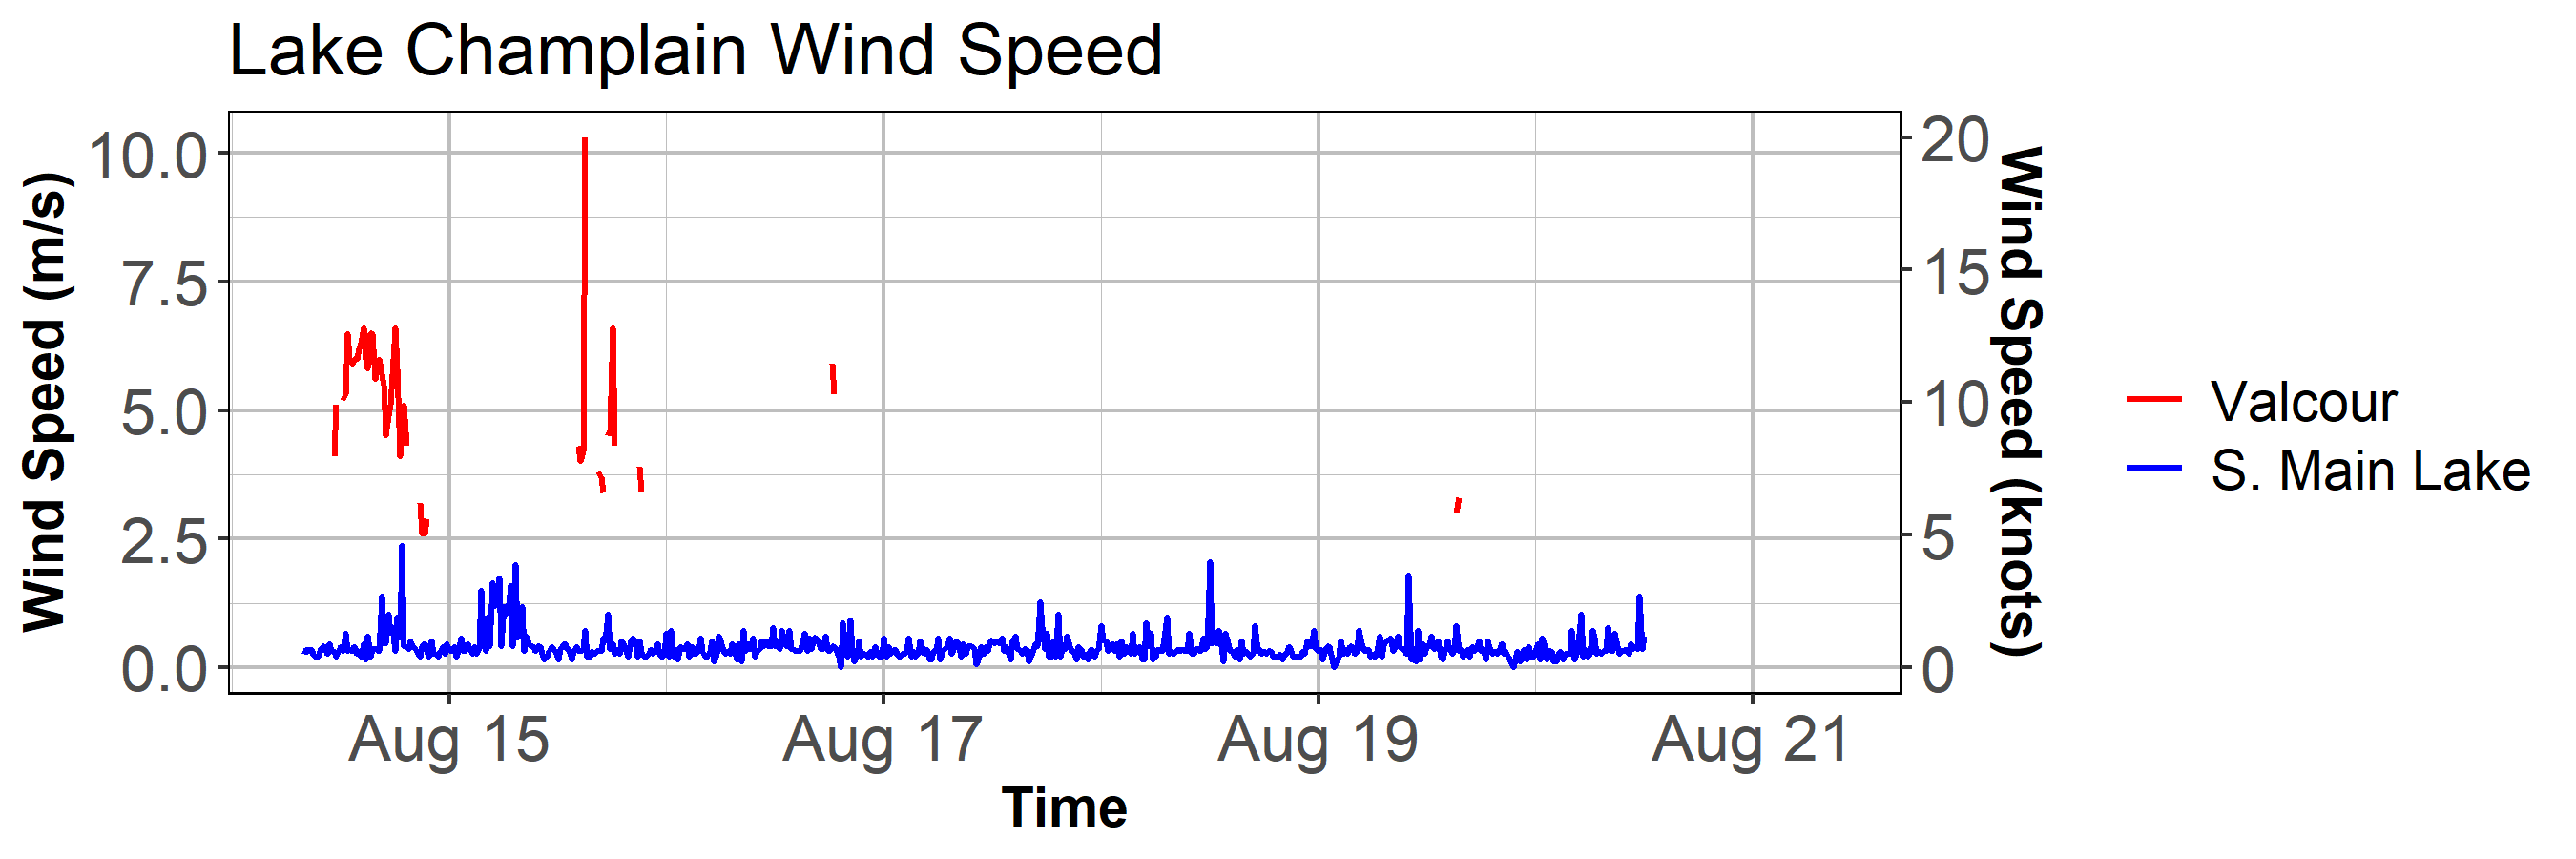 Lake Champlain Wind Speed
Wind Speed (m/s)
10.0
7.5
5.0
2.5
0.0
20
15
10
5
0
Wind Speed (knots)
Aug 15
Aug 17
Aug 19
Aug 21
Time
Valcour
S. Main Lake